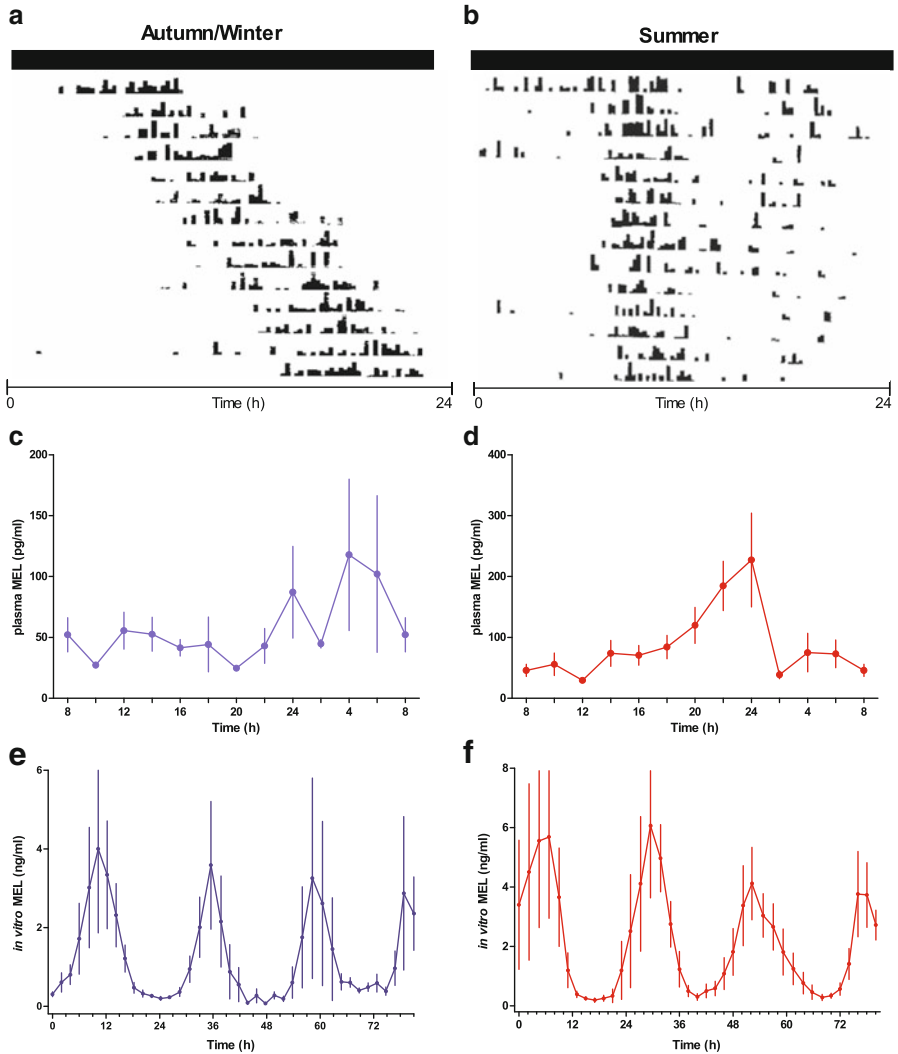 a
b
Autumn/Winter
Summer
0
Time (h)
24
0
Time (h)
24
c
d
200
150
100
50
0
plasma MEL (pg/ml)
8
12
16
20
24
4
8
Time (h)
400
300
200
100
0
plasma MEL (pg/ml)
8
12
16
20
24
4
8
Time (h)
e
f
6
4
2
0
in vitro MEL (ng/ml)
0
12
24
36
48
60
72
Time (h)
8
6
4
2
0
in vitro MEL (ng/ml)
0
12
24
36
48
60
72
Time (h)